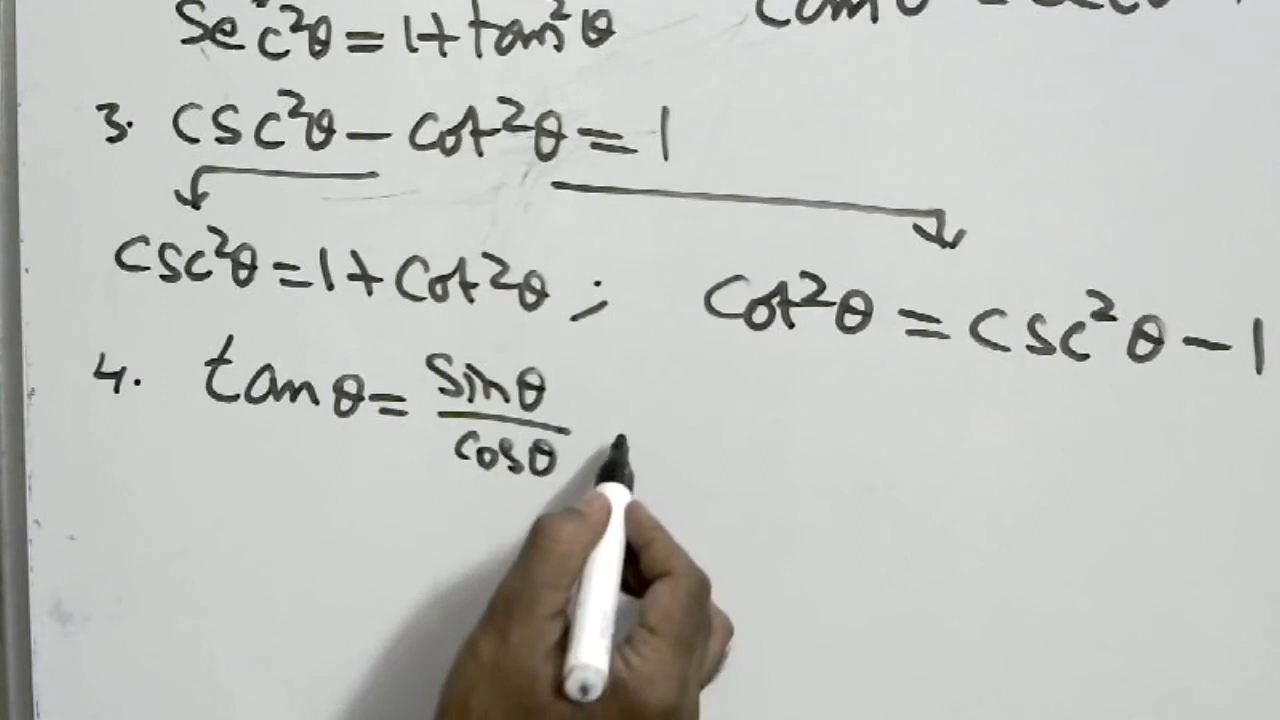 sec²θ = 1 + tan²θ
3. csc²θ − cot²θ = 1
csc²θ = 1 + cot²θ ; cot²θ = csc²θ − 1
4. tanθ = sinθ/cosθ